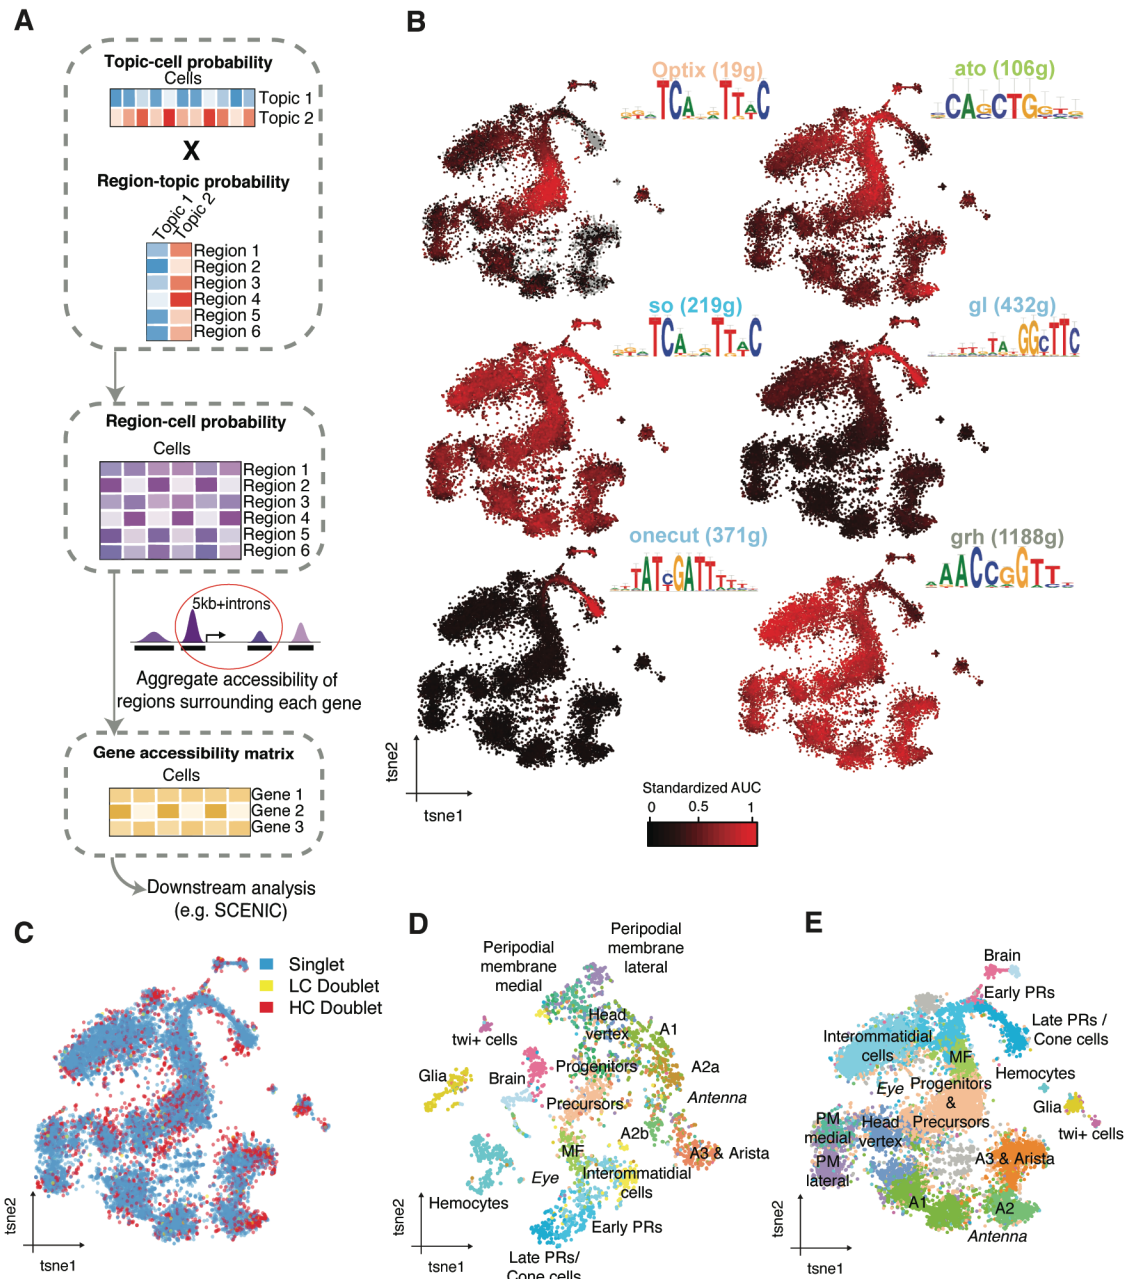 A
Topic-cell probability
Cells
Topic 1
Topic 2
X
Region-topic probability
Topic 1
Topic 2
Region 1
Region 2
Region 3
Region 4
Region 5
Region 6
Region-cell probability
Cells
Region 1
Region 2
Region 3
Region 4
Region 5
Region 6
5kb+introns
Aggregate accessibility of
regions surrounding each gene
Gene accessibility matrix
Cells
Gene 1
Gene 2
Gene 3
Downstream analysis
(e.g. SCENIC)
B
Optix (19g)
ato (106g)
so (219g)
gl (432g)
onecut (371g)
grh (1188g)
tsne2
tsne1
Standardized AUC
0 0.5 1
C
Singlet
LC Doublet
HC Doublet
tsne2
tsne1
D
Peripodial
membrane
medial
Peripodial
membrane
lateral
Head
vertex
A1
twi+ cells
Progenitors
A2a
Glia
Brain
Antenna
Precursors
A2b
MF
A3 & Arista
Eye
Intermommatidial
cells
Hemocytes
Early PRs
Late PRs/
Cone cells
tsne2
tsne1
E
Brain
Early PRs
Late PRs /
Cone cells
Interommatidial
cells
MF
Hemocytes
Eye
Progenitors
&
Precursors
Glia
twi+ cells
PM
medial
Head
vertex
PM
lateral
A3 & Arista
A1
A2
Antenna
tsne2
tsne1